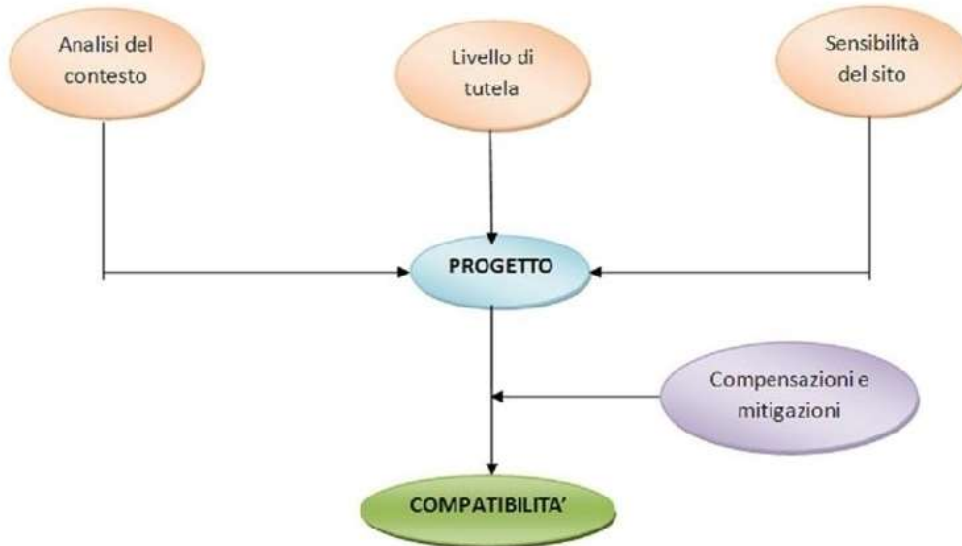 Analisi del
contesto
Livello di
tutela
Sensibilità
del sito
PROGETTO
Compensazioni e
mitigazioni
COMPATIBILITA'